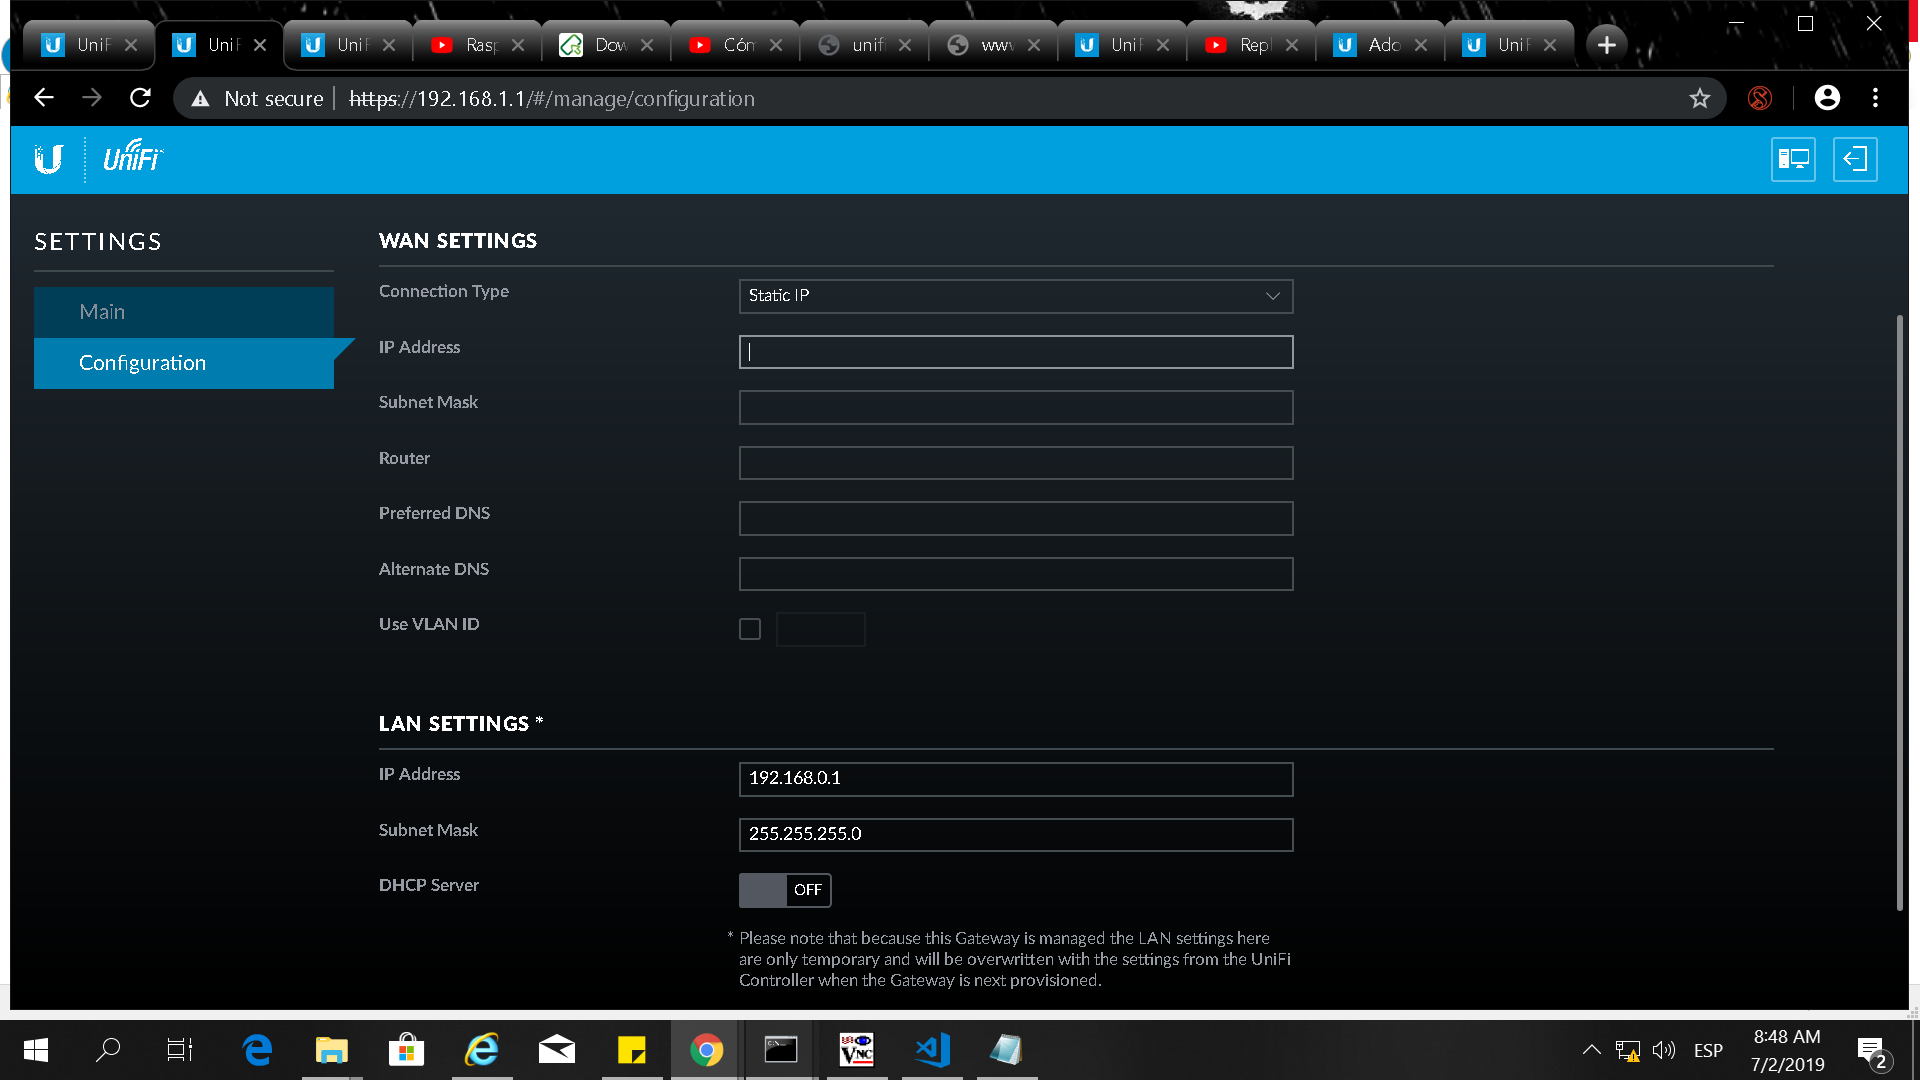 UniF
UniF
UniF
Rasp
Dow
Cóm
unifi
www
UniF
Repl
Ado
UniF
Not secure
https://192.168.1.1/#/manage/configuration
UniFi
SETTINGS
Main
Configuration
WAN SETTINGS
Connection Type
Static IP
IP Address
Subnet Mask
Router
Preferred DNS
Alternate DNS
Use VLAN ID
LAN SETTINGS *
IP Address
192.168.0.1
Subnet Mask
255.255.255.0
DHCP Server
OFF
* Please note that because this Gateway is managed the LAN settings here
are only temporary and will be overwritten with the settings from the UniFi
Controller when the Gateway is next provisioned.
ESP
8:48 AM
7/2/2019
2